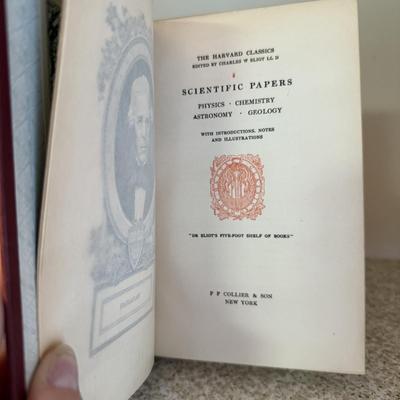 THE HARVARD CLASSICS
EDITED BY CHARLES W ELIOT LL D
SCIENTIFIC PAPERS
PHYSICS · CHEMISTRY
ASTRONOMY · GEOLOGY
WITH INTRODUCTIONS, NOTES
AND ILLUSTRATIONS
"DR ELIOT'S FIVE-FOOT SHELF OF BOOKS"
P F COLLIER & SON
NEW YORK